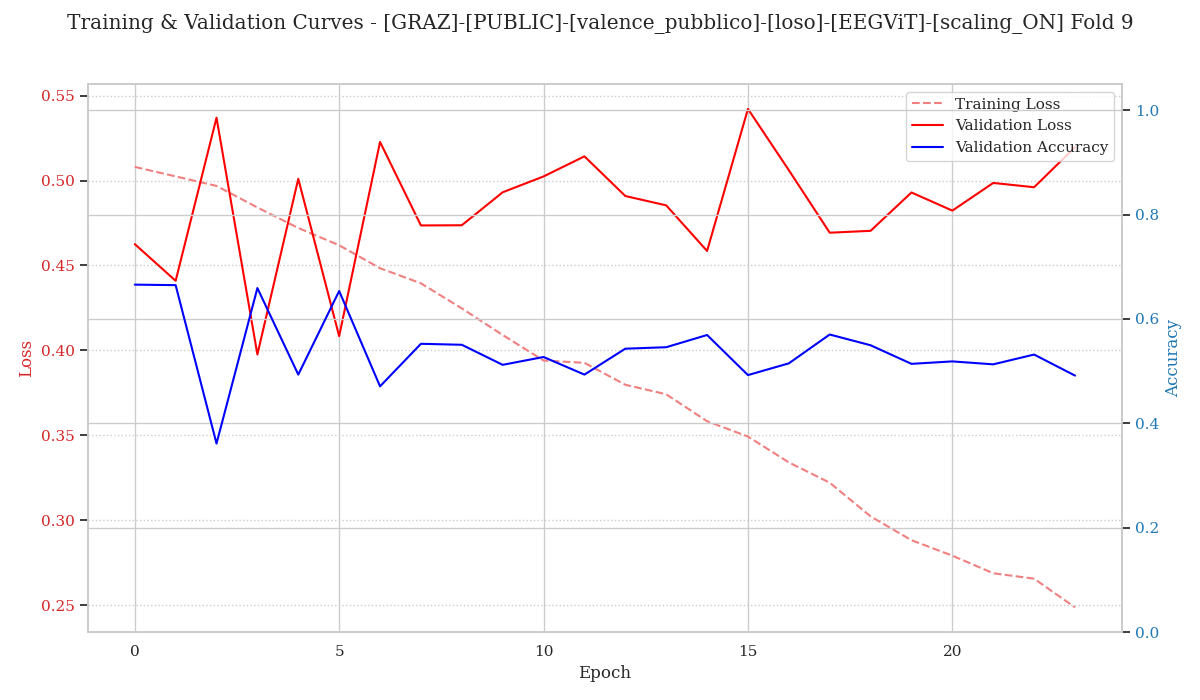 Training & Validation Curves - [GRAZ]-[PUBLIC]-[valence_pubblico]-[loso]-[EEGViT]-[scaling_ON] Fold 9
Training Loss
Validation Loss
Validation Accuracy
0.55
0.50
0.45
0.40
0.35
0.30
0.25
Loss
1.0
0.8
0.6
0.4
0.2
0.0
Accuracy
0
5
10
15
20
Epoch